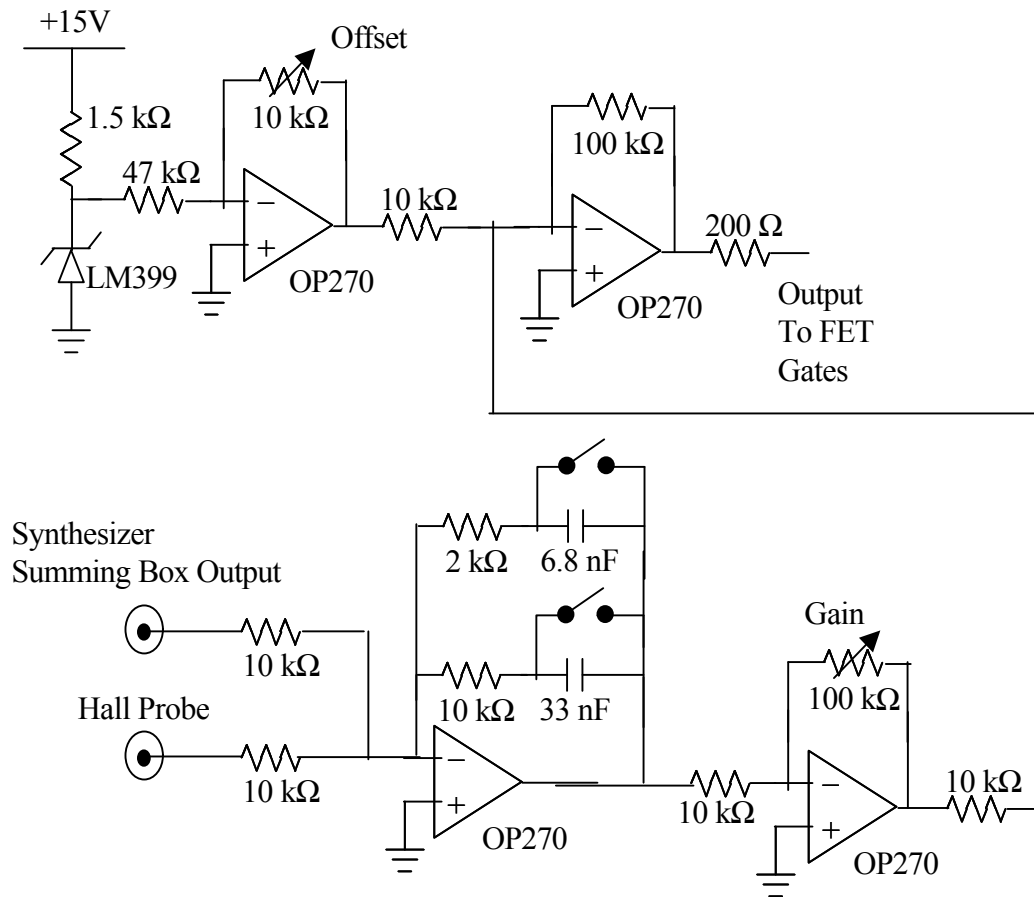 +15V
Offset
1.5 kΩ
10 kΩ
100 kΩ
47 kΩ
10 kΩ
200 Ω
−
+
−
+
LM399
OP270
OP270
Output
To FET
Gates
Synthesizer
Summing Box Output
2 kΩ
6.8 nF
10 kΩ
Gain
Hall Probe
10 kΩ
33 nF
100 kΩ
10 kΩ
−
+
10 kΩ
−
+
10 kΩ
OP270
OP270